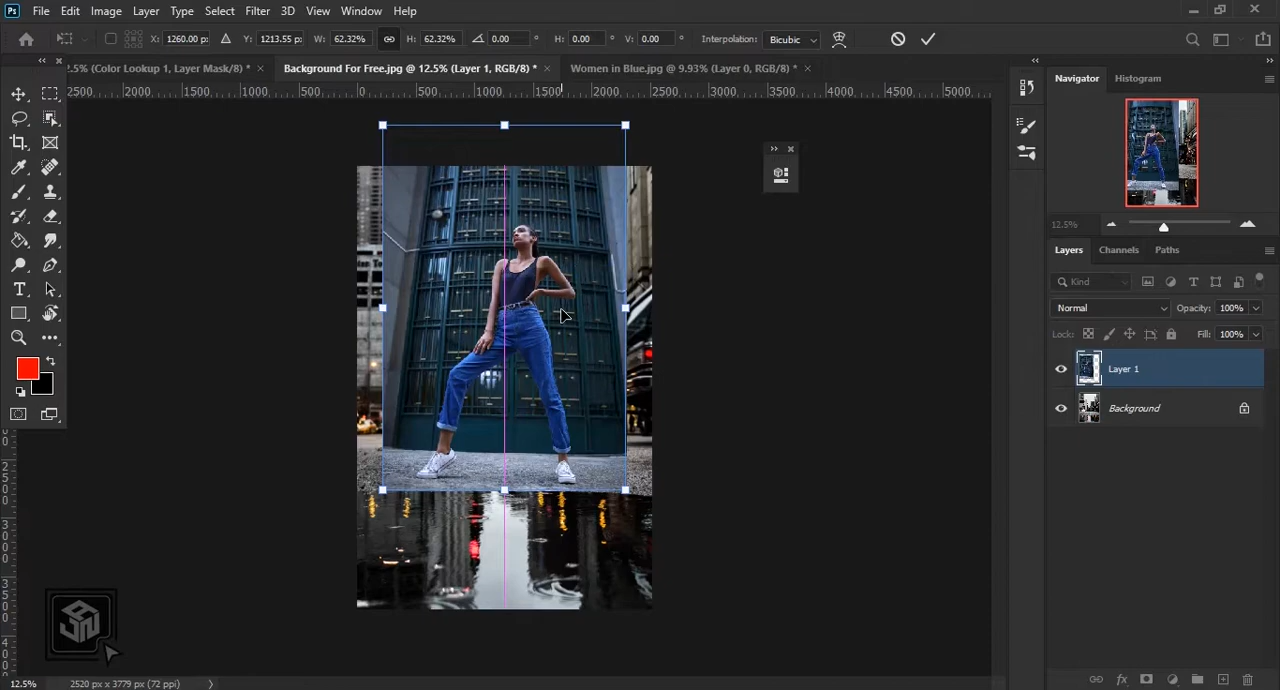 Ps File Edit Image Layer Type Select Filter 3D View Window Help
X: 1260.00 px Y: 1213.55 px W: 62.32% H: 62.32% 0.00 ° H: 0.00 ° V: 0.00 ° Interpolation: Bicubic
2.5% (Color Lookup 1, Layer Mask/8) * × Background For Free.jpg @ 12.5% (Layer 1, RGB/8) * × Women in Blue.jpg @ 9.93% (Layer 0, RGB/8) * ×
2500 2000 1500 1000 500 0 500 1000 1500 2000 2500 3000 3500 4000 4500 5000
Navigator Histogram
12.5%
Layers Channels Paths
Kind
Normal Opacity: 100%
Lock: Fill: 100%
Layer 1
Background
12.5% 2520 px x 3779 px (72 ppi)